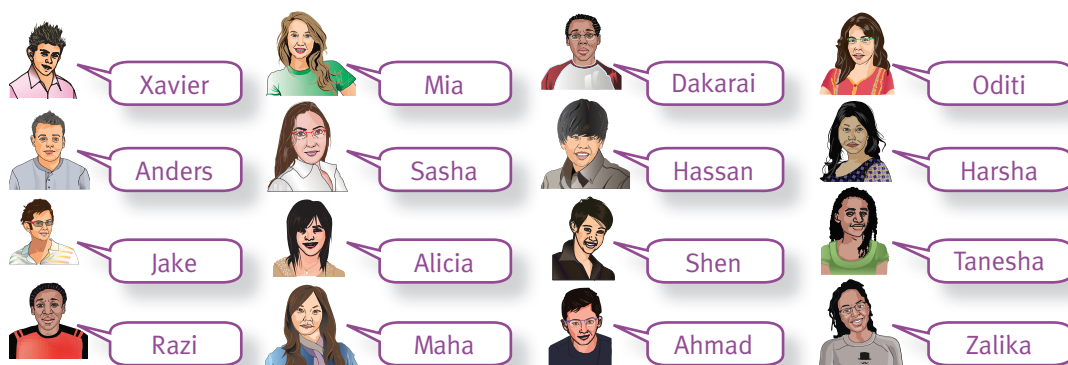 Xavier
Mia
Dakarai
Oditi
Anders
Sasha
Hassan
Harsha
Jake
Alicia
Shen
Tanesha
Razi
Maha
Ahmad
Zalika